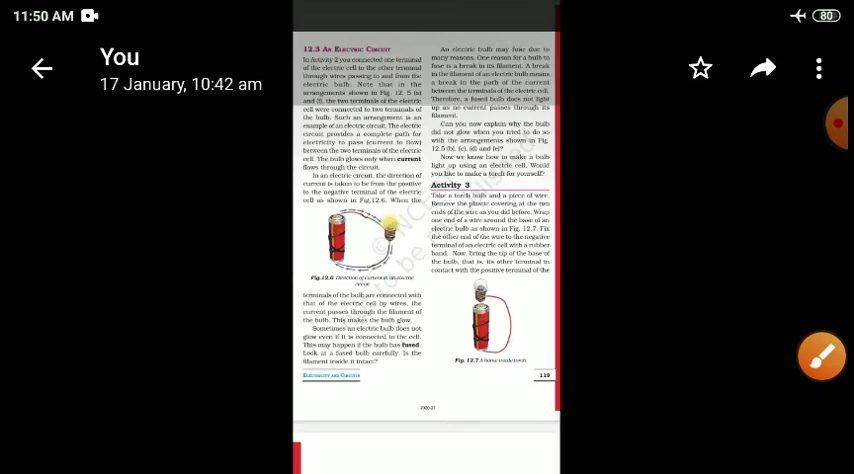 11:50 AM
80
You
17 January, 10:42 am
12.3 AN ELECTRIC CIRCUIT
In Activity 2 you connected one terminal
of the electric cell to the other terminal
through wires passing to and from the
electric bulb. Note that in the
arrangements shown in Fig. 12. 5 (a)
and (f), the two terminals of the electric
cell were connected to two terminals of
the bulb. Such an arrangement is an
example of an electric circuit. The electric
circuit provides a complete path for
electricity to pass (current to flow)
between the two terminals of the electric
cell. The bulb glows only when current
flows through the circuit.
In an electric circuit, the direction of
current is taken to be from the positive
to the negative terminal of the electric
cell as shown in Fig.12.6. When the
Fig.12.6 Direction of current in an electric
circuit
terminals of the bulb are connected with
that of the electric cell by wires, the
current passes through the filament of
the bulb. This makes the bulb glow.
Sometimes an electric bulb does not
glow even if it is connected to the cell.
This may happen if the bulb has fused.
Look at a fused bulb carefully. Is the
filament inside it intact?
An electric bulb may fuse due to
many reasons. One reason for a bulb to
fuse is a break in its filament. A break
in the filament of an electric bulb means
a break in the path of the current
between the terminals of the electric cell.
Therefore, a fused bulb does not light
up as no current passes through its
filament.
Can you now explain why the bulb
did not glow when you tried to do so
with the arrangements shown in Fig.
12.5 (b), (c), (d) and (e)?
Now we know how to make a bulb
light up using an electric cell. Would
you like to make a torch for yourself?
Activity 3
Take a torch bulb and a piece of wire.
Remove the plastic covering at the two
ends of the wire as you did before. Wrap
one end of a wire around the base of an
electric bulb as shown in Fig. 12.7. Fix
the other end of the wire to the negative
terminal of an electric cell with a rubber
band. Now, bring the tip of the base of
the bulb, that is, its other terminal in
contact with the positive terminal of the
Fig. 12.7 A home made torch
ELECTRICITY AND CIRCUITS
119
2020-21